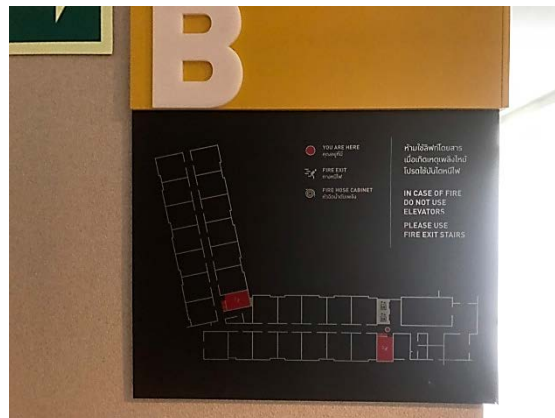 B
YOU ARE HERE
คุณอยู่ที่นี่
FIRE EXIT
ทางหนีไฟ
FIRE HOSE CABINET
ตู้ฉีดน้ำดับเพลิง
ห้ามใช้ลิฟท์โดยสาร
เมื่อเกิดเหตุเพลิงไหม้
โปรดใช้บันไดหนีไฟ
IN CASE OF FIRE
DO NOT USE
ELEVATORS
PLEASE USE
FIRE EXIT STAIRS